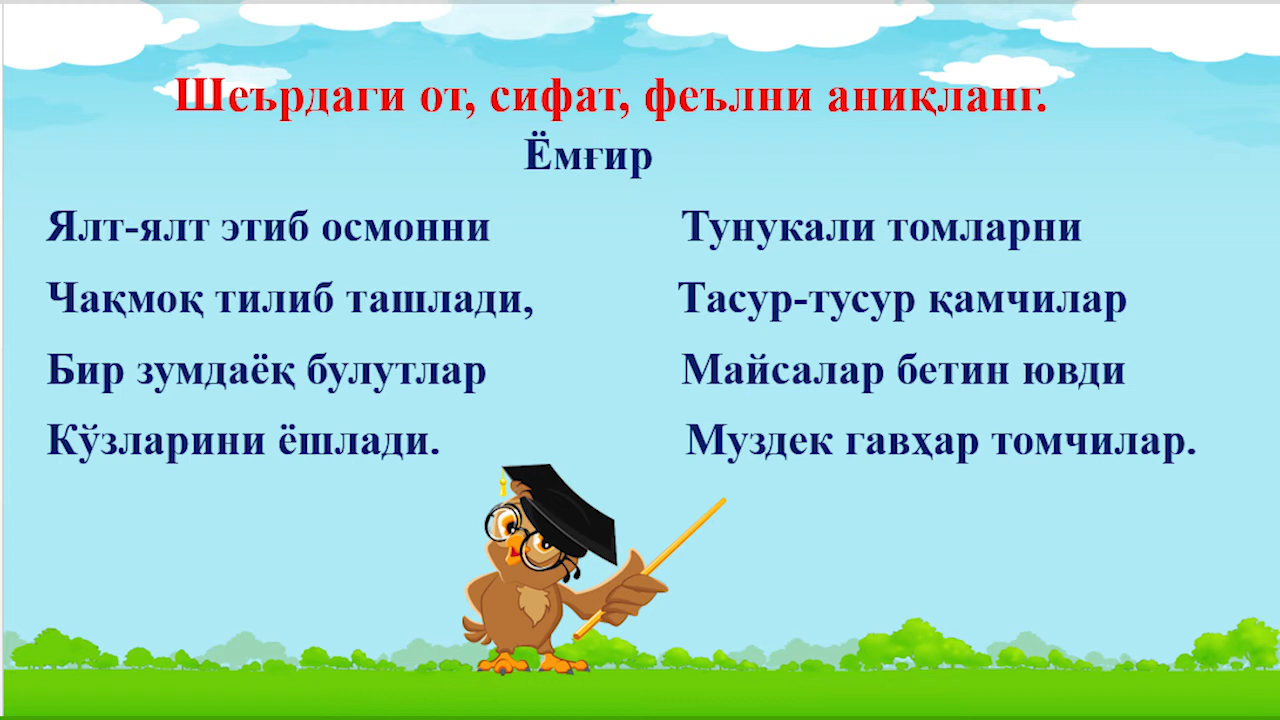 Шеърдаги от, сифат, феълни аниқланг.
Ёмғир
Ялт-ялт этиб осмонни
Чақмоқ тилиб ташлади,
Бир зумдаёқ булутлар
Кўзларини ёшлади.
Тунукали томларни
Тасур-тусур қамчилар
Майсалар бетин ювди
Муздек гавҳар томчилар.